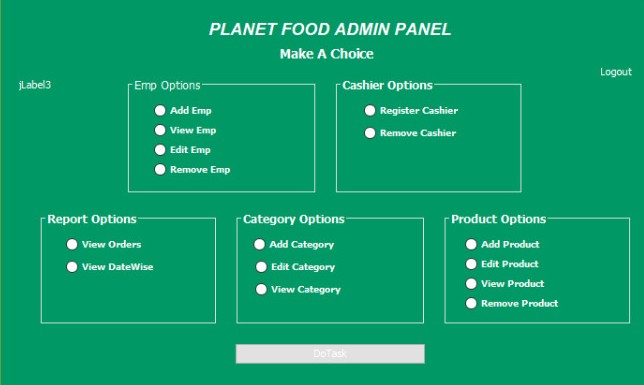 PLANET FOOD ADMIN PANEL
Make A Choice
Logout
jLabel3
Emp Options
Add Emp
View Emp
Edit Emp
Remove Emp
Cashier Options
Register Cashier
Remove Cashier
Report Options
View Orders
View DateWise
Category Options
Add Category
Edit Category
View Category
Product Options
Add Product
Edit Product
View Product
Remove Product
DoTask